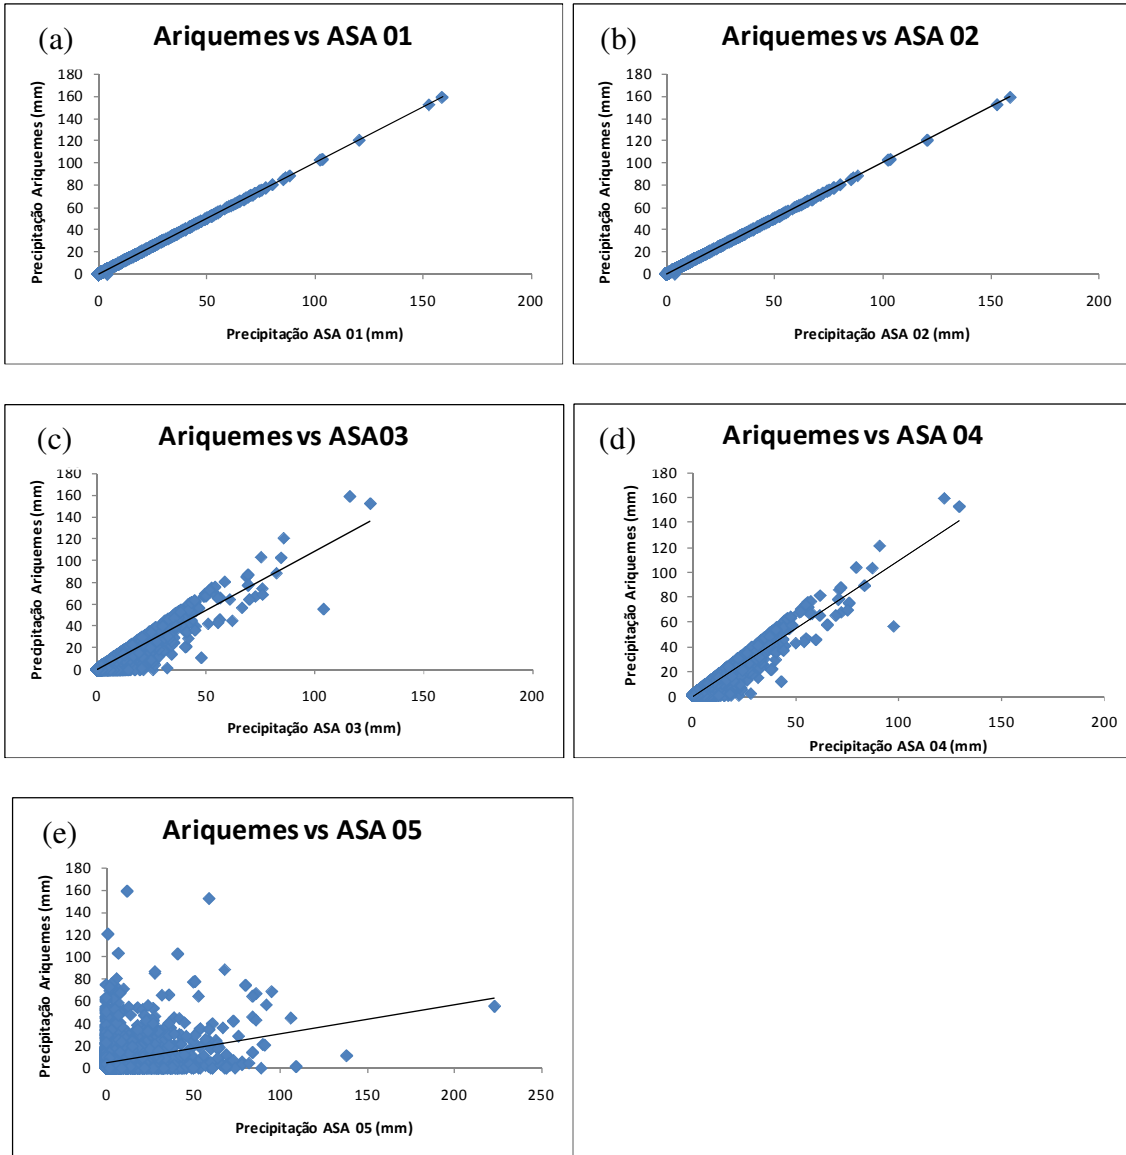 (a) Ariquemes vs ASA 01
Precipitação Ariquemes (mm)
180
160
140
120
100
80
60
40
20
0
0 50 100 150 200
Precipitação ASA 01 (mm)
(b) Ariquemes vs ASA 02
Precipitação Ariquemes (mm)
180
160
140
120
100
80
60
40
20
0
0 50 100 150 200
Precipitação ASA 02 (mm)
(c) Ariquemes vs ASA03
Precipitação Ariquemes (mm)
180
160
140
120
100
80
60
40
20
0
0 50 100 150 200
Precipitação ASA 03 (mm)
(d) Ariquemes vs ASA 04
Precipitação Ariquemes (mm)
180
160
140
120
100
80
60
40
20
0
0 50 100 150 200
Precipitação ASA 04 (mm)
(e) Ariquemes vs ASA 05
Precipitação Ariquemes (mm)
180
160
140
120
100
80
60
40
20
0
0 50 100 150 200 250
Precipitação ASA 05 (mm)